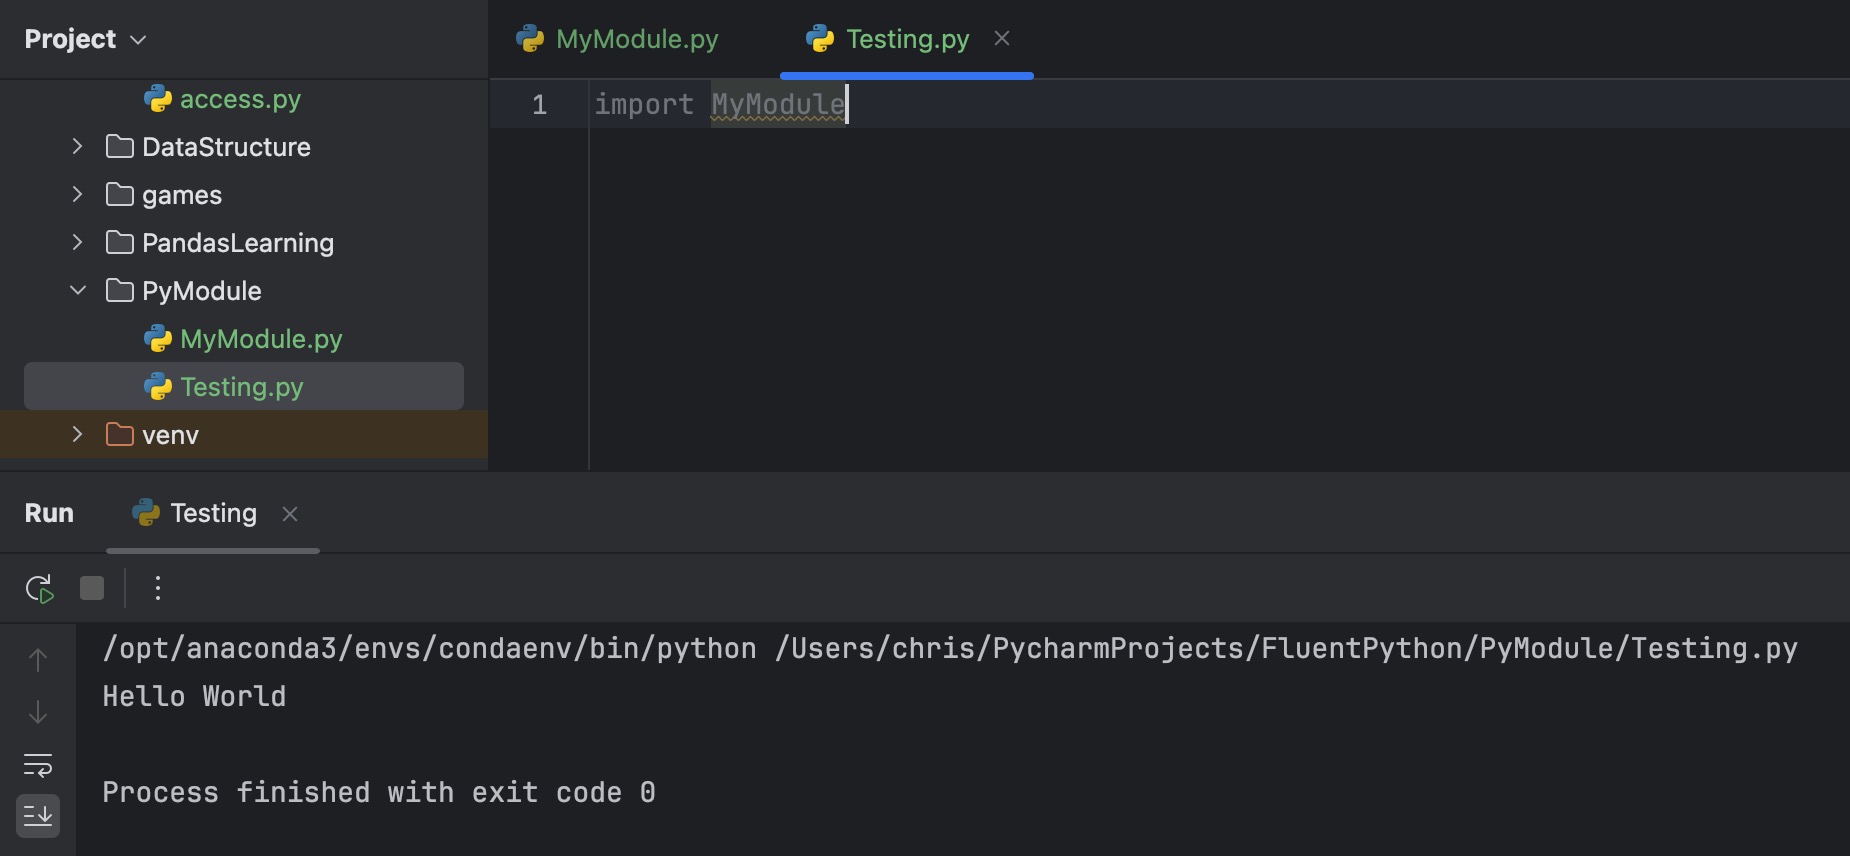 Project
access.py
DataStructure
games
PandasLearning
PyModule
MyModule.py
Testing.py
venv
MyModule.py
Testing.py
1 import MyModule
Run Testing
/opt/anaconda3/envs/condaenv/bin/python /Users/chris/PycharmProjects/FluentPython/PyModule/Testing.py
Hello World
Process finished with exit code 0